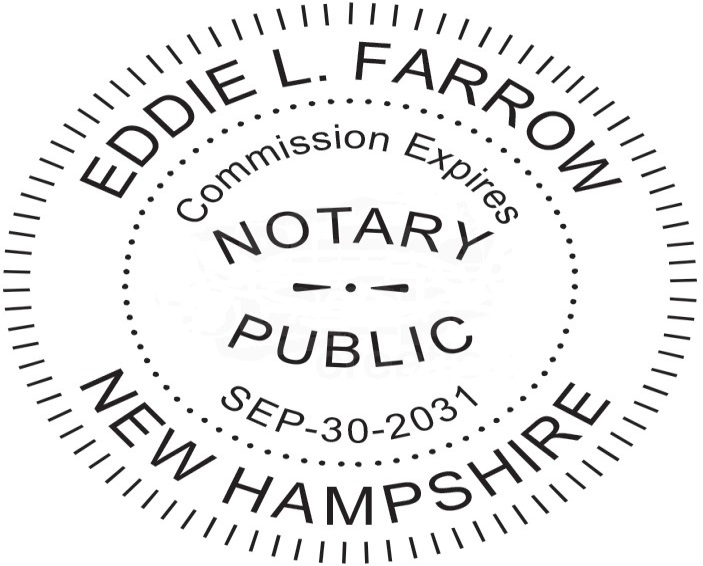 EDDIE L. FARROW
Commission Expires
NOTARY
PUBLIC
SEP-30-2031
NEW HAMPSHIRE